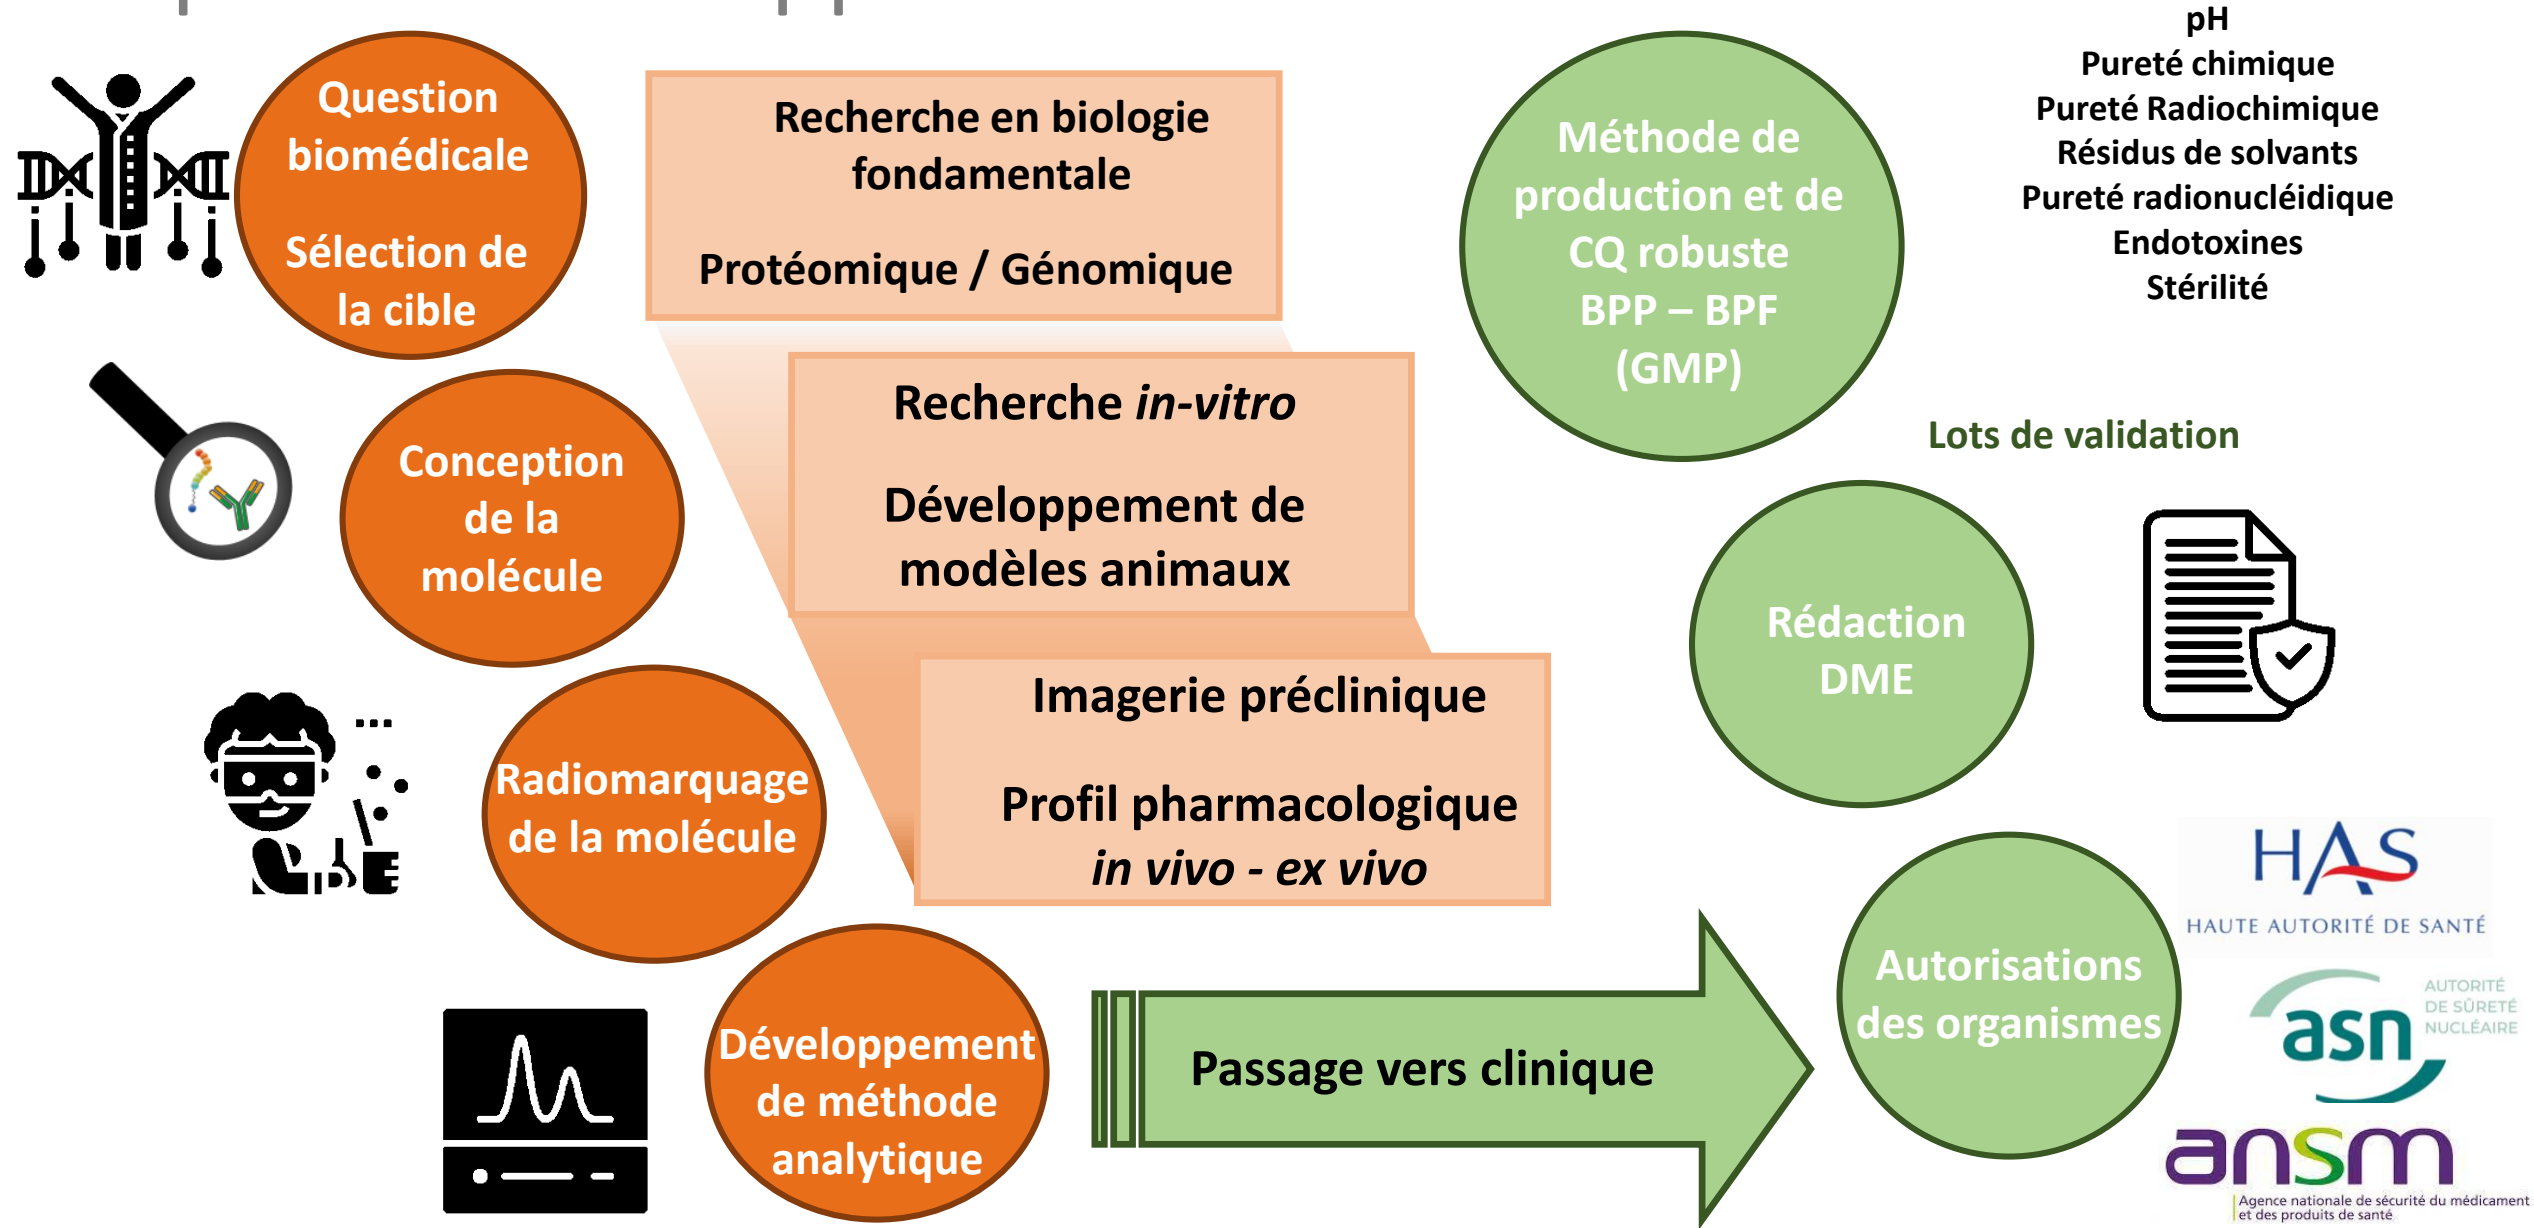 Question
biomédicale
Sélection de
la cible
Conception
de la
molécule
Radiomarquage
de la molécule
Développement
de méthode
analytique
Recherche en biologie
fondamentale
Protéomique / Génomique
Recherche in-vitro
Développement de
modèles animaux
Imagerie préclinique
Profil pharmacologique
in vivo - ex vivo
Passage vers clinique
Méthode de
production et de
CQ robuste
BPP – BPF
(GMP)
pH
Pureté chimique
Pureté Radiochimique
Résidus de solvants
Pureté radionucléidique
Endotoxines
Stérilité
Lots de validation
Rédaction
DME
Autorisations
des organismes
HAS
HAUTE AUTORITÉ DE SANTÉ
asn
AUTORITÉ
DE SÛRETÉ
NUCLÉAIRE
ansm
Agence nationale de sécurité du médicament
et des produits de santé